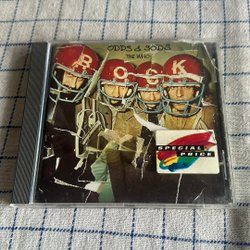 ODDS & SODS
THE WHO
R O C K
SPECIAL
PRICE